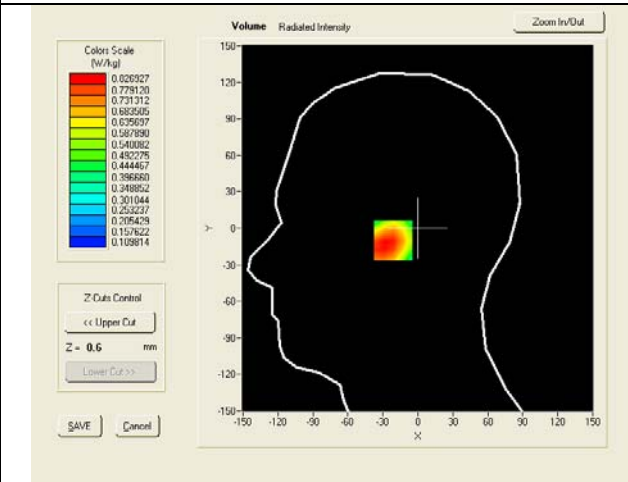 Volume Radiated Intensity
Zoom In/Out
Colors Scale
(W/kg)
0.826927
0.779120
0.731312
0.683505
0.635697
0.587890
0.540082
0.492275
0.444467
0.396660
0.348852
0.301044
0.253237
0.205429
0.157622
0.109814
Z-Cuts Control
<< Upper Cut
Z = 0.6 mm
Lower Cut >>
SAVE Cancel
150
120
90
60
30
0
-30
-60
-90
-120
-150
Y
-150 -120 -90 -60 -30 0 30 60 90 120 150
X